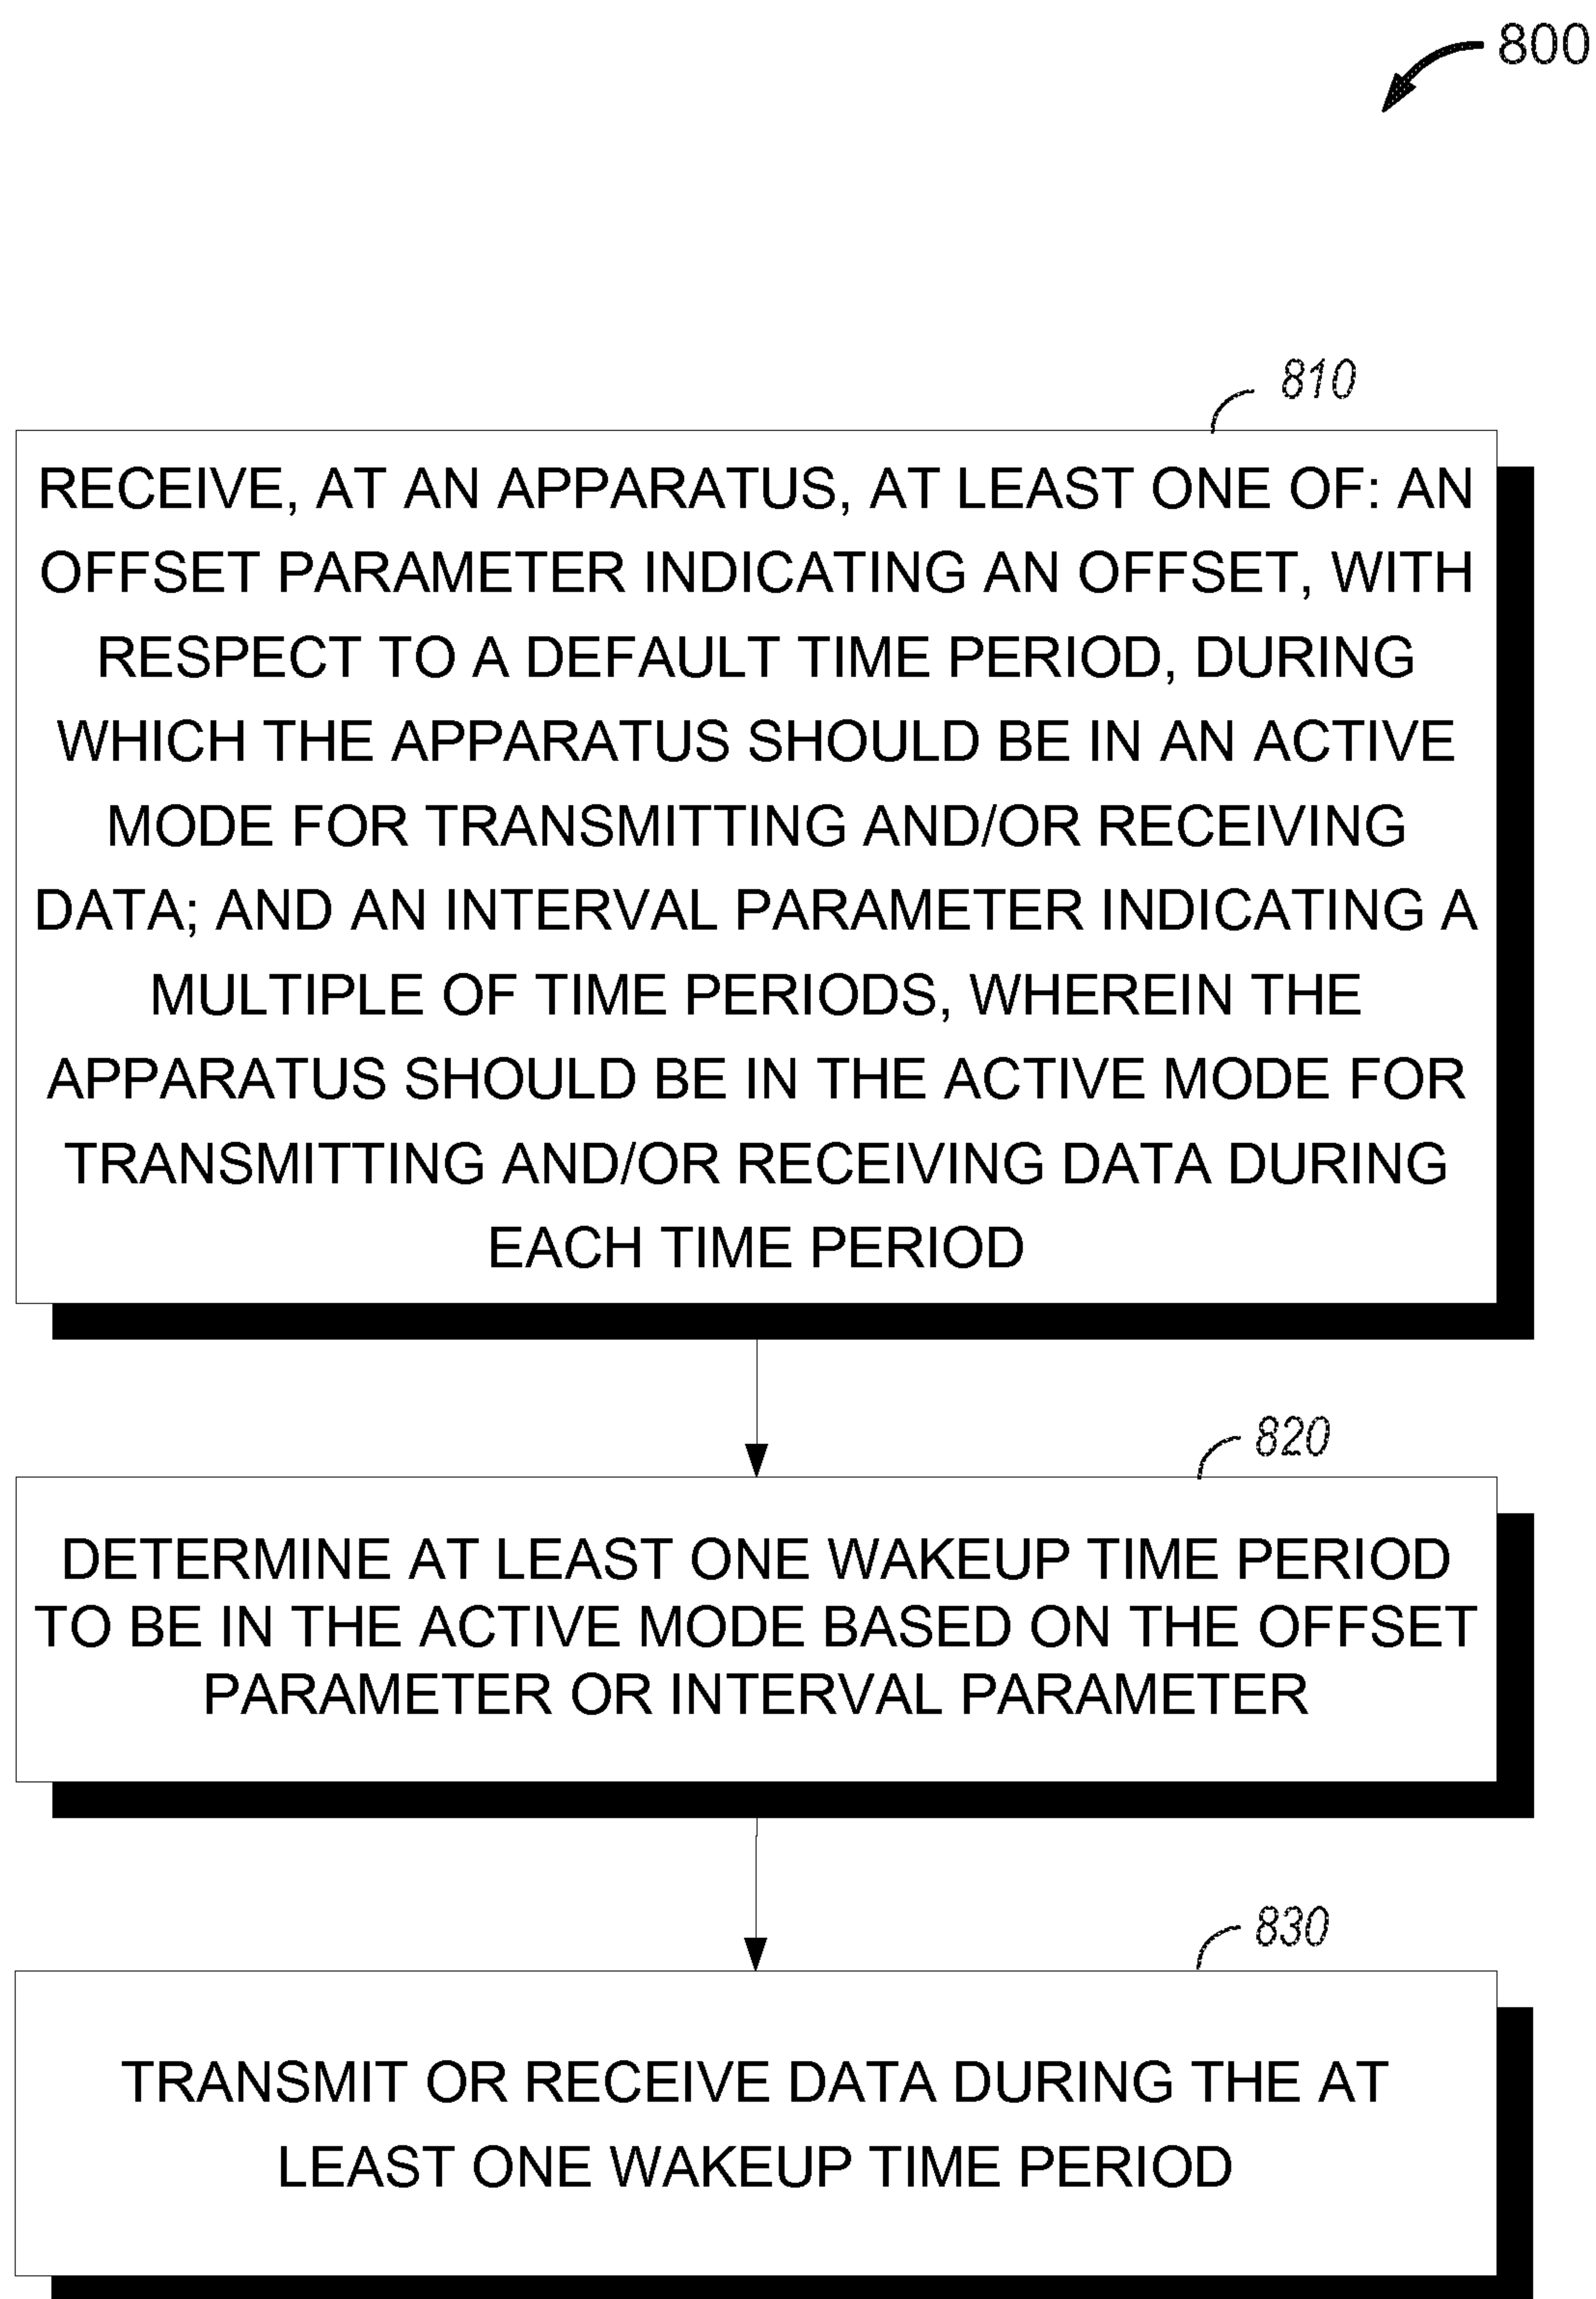 800
810
RECEIVE, AT AN APPARATUS, AT LEAST ONE OF: AN
OFFSET PARAMETER INDICATING AN OFFSET, WITH
RESPECT TO A DEFAULT TIME PERIOD, DURING
WHICH THE APPARATUS SHOULD BE IN AN ACTIVE
MODE FOR TRANSMITTING AND/OR RECEIVING
DATA; AND AN INTERVAL PARAMETER INDICATING A
MULTIPLE OF TIME PERIODS, WHEREIN THE
APPARATUS SHOULD BE IN THE ACTIVE MODE FOR
TRANSMITTING AND/OR RECEIVING DATA DURING
EACH TIME PERIOD
820
DETERMINE AT LEAST ONE WAKEUP TIME PERIOD
TO BE IN THE ACTIVE MODE BASED ON THE OFFSET
PARAMETER OR INTERVAL PARAMETER
830
TRANSMIT OR RECEIVE DATA DURING THE AT
LEAST ONE WAKEUP TIME PERIOD